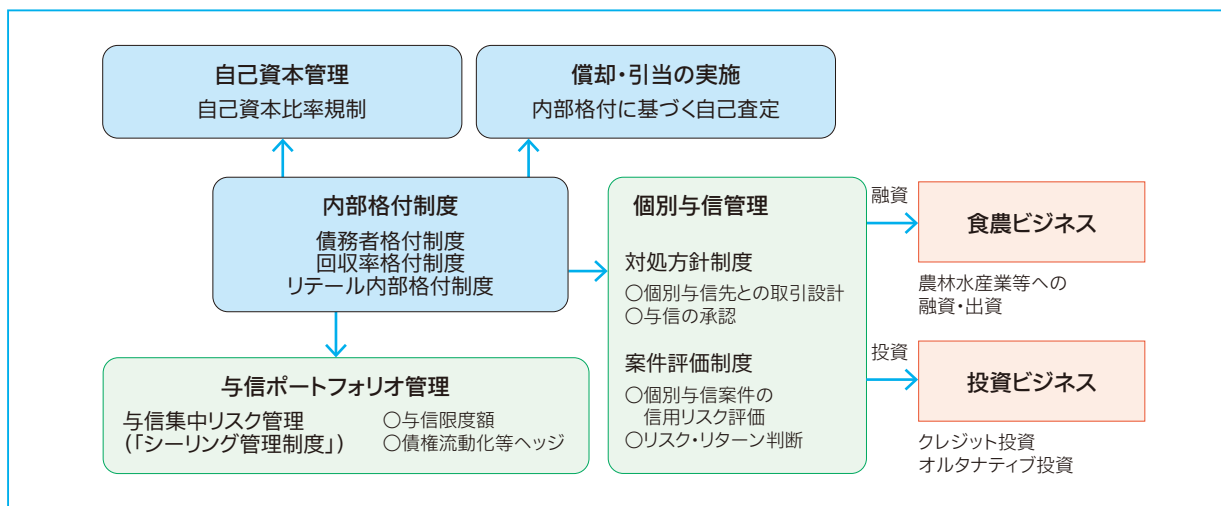 自己資本管理
自己資本比率規制
償却・引当の実施
内部格付に基づく自己査定
内部格付制度
債務者格付制度
回収率格付制度
リテール内部格付制度
与信ポートフォリオ管理
与信集中リスク管理
(「シーリング管理制度」)
○与信限度額
○債権流動化等ヘッジ
個別与信管理
対処方針制度
○個別与信先との取引設計
○与信の承認
案件評価制度
○個別与信案件の
信用リスク評価
○リスク・リターン判断
融資
食農ビジネス
農林水産業等への
融資・出資
投資
投資ビジネス
クレジット投資
オルタナティブ投資